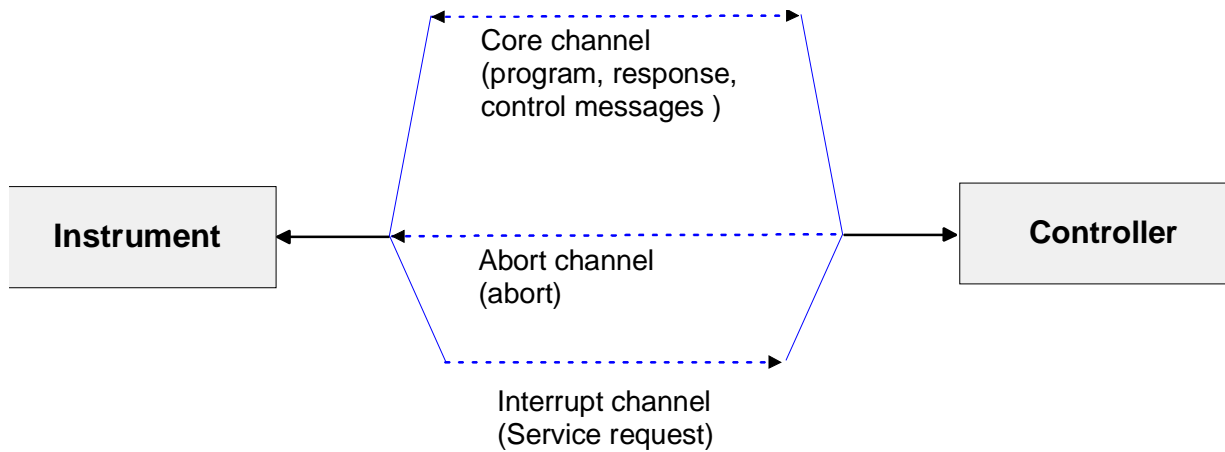 Core channel
(program, response,
control messages )
Instrument
Controller
Abort channel
(abort)
Interrupt channel
(Service request)